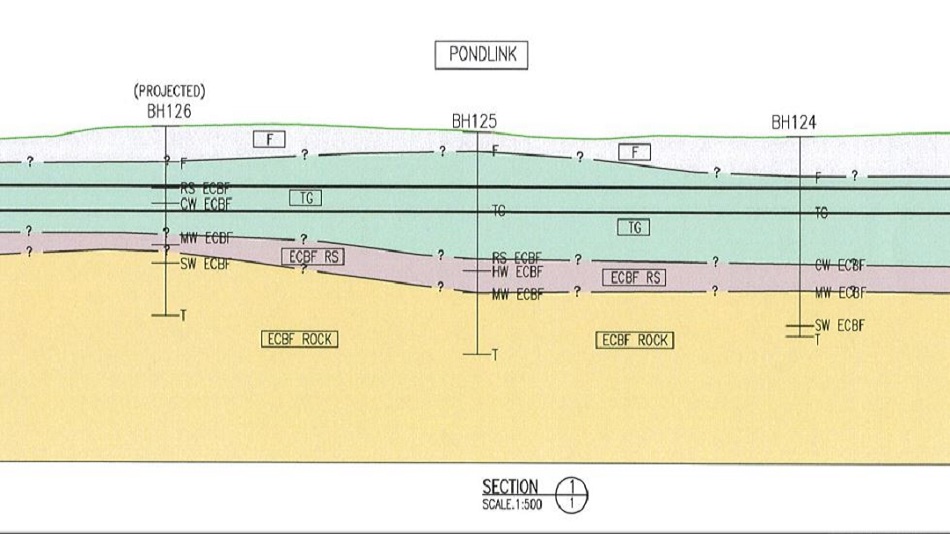 PONDLINK
(PROJECTED)
BH126
BH125
BH124
F
F
? ? F ? ? F ? ? F ?
RS ECBF
CW ECBF
TG
TG
TG
TG
? ? MW ECBF ? ? RS ECBF ? ? CW ECBF ?
ECBF RS
HW ECBF
ECBF RS
? ? SW ECBF ? ? MW ECBF ? ? MW ECBF ?
T
SW ECBF
T
T
ECBF ROCK
ECBF ROCK
SECTION 1
SCALE.1:500 1